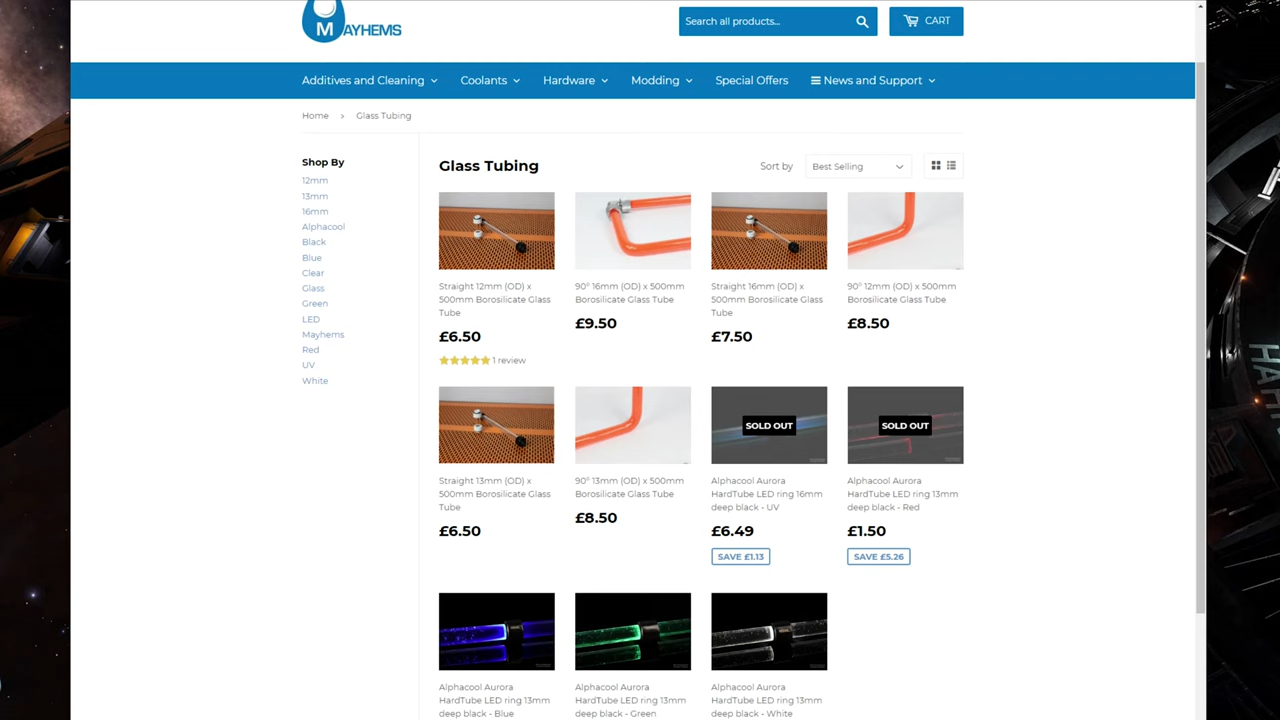 MAYHEMS
Search all products...
CART
Additives and Cleaning
Coolants
Hardware
Modding
Special Offers
News and Support
Home › Glass Tubing
Shop By
12mm
13mm
16mm
Alphacool
Black
Blue
Clear
Glass
Green
LED
Mayhems
Red
UV
White
Glass Tubing
Sort by
Best Selling
Straight 12mm (OD) x
500mm Borosilicate Glass
Tube
£6.50
1 review
90° 16mm (OD) x 500mm
Borosilicate Glass Tube
£9.50
Straight 16mm (OD) x
500mm Borosilicate Glass
Tube
£7.50
90° 12mm (OD) x 500mm
Borosilicate Glass Tube
£8.50
Straight 13mm (OD) x
500mm Borosilicate Glass
Tube
£6.50
90° 13mm (OD) x 500mm
Borosilicate Glass Tube
£8.50
SOLD OUT
Alphacool Aurora
HardTube LED ring 16mm
deep black - UV
£6.49
SAVE £1.13
SOLD OUT
Alphacool Aurora
HardTube LED ring 13mm
deep black - Red
£1.50
SAVE £5.26
Alphacool Aurora
HardTube LED ring 13mm
deep black - Blue
Alphacool Aurora
HardTube LED ring 13mm
deep black - Green
Alphacool Aurora
HardTube LED ring 13mm
deep black - White